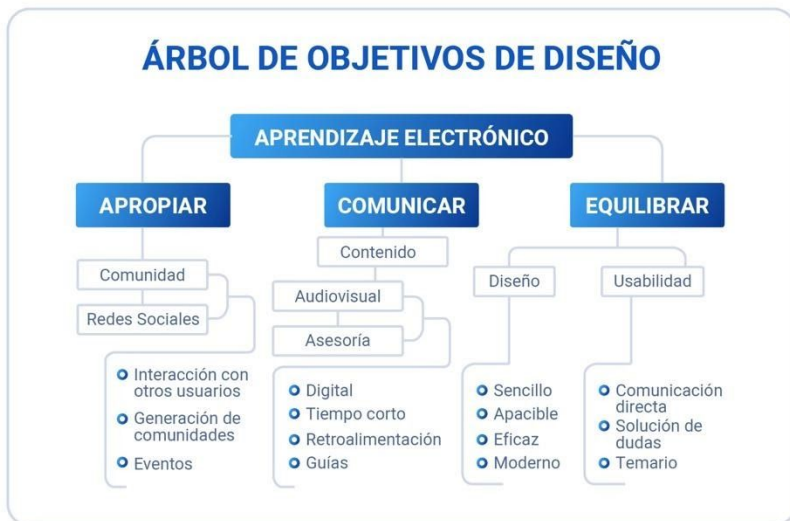 ÁRBOL DE OBJETIVOS DE DISEÑO
APRENDIZAJE ELECTRÓNICO
APROPIAR
Comunidad
Redes Sociales
Interacción con
otros usuarios
Generación de
comunidades
Eventos
COMUNICAR
Contenido
Audiovisual
Asesoría
Digital
Tiempo corto
Retroalimentación
Guías
EQUILIBRAR
Diseño
Sencillo
Apacible
Eficaz
Moderno
Usabilidad
Comunicación
directa
Solución de
dudas
Temario